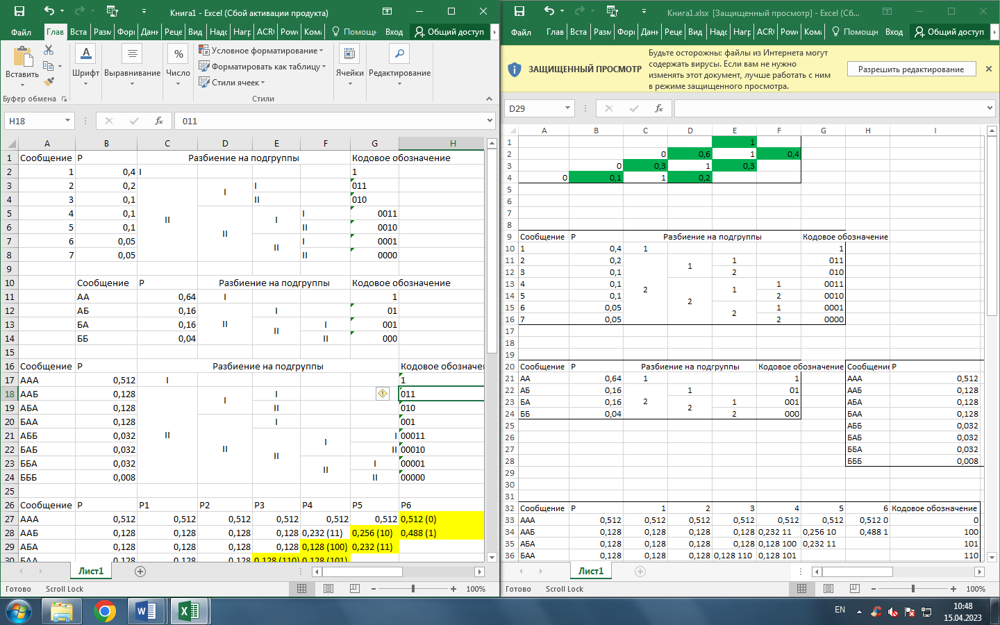 Книга1 - Excel (Сбой активации продукта)
Файл Глав Вста Разм Фор Дан Реце Вид Надс Нагр ACR Powe Кома Помощн Вход Общий доступ
Вставить Шрифт Выравнивание Число
Условное форматирование
Форматировать как таблицу
Стили ячеек
Ячейки Редактирование
Буфер обмена Стили
H18 fx 011
A B C D E F G H
1 Сообщение P Разбиение на подгруппы Кодовое обозначение
2 1 0,4 I 1
3 2 0,2 I 011
4 3 0,1 I II 010
5 4 0,1 I 0011
6 5 0,1 II II I II 0010
7 6 0,05 I 0001
8 7 0,05 II II 0000
9
10 Сообщение P Разбиение на подгруппы Кодовое обозначение
11 АА 0,64 I 1
12 АБ 0,16 I 01
13 БА 0,16 II II I 001
14 ББ 0,04 II 000
15
16 Сообщение P Разбиение на подгруппы Кодовое обозначен
17 ААА 0,512 I 1
18 ААБ 0,128 I I 011
19 АБА 0,128 II 010
20 БАА 0,128 I 001
21 АББ 0,032 II I I 00011
22 БАБ 0,032 II II II 00010
23 ББА 0,032 I 00001
24 БББ 0,008 II II 00000
25
26 Сообщение P P1 P2 P3 P4 P5 P6
27 ААА 0,512 0,512 0,512 0,512 0,512 0,512 0,512 (0)
28 ААБ 0,128 0,128 0,128 0,128 0,232 (11) 0,256 (10) 0,488 (1)
29 АБА 0,128 0,128 0,128 0,128 0,128 (100) 0,232 (11)
30 БАА 0,128 0,128 0,128 0,128 (110) 0,128 (101)
Лист1
Готово Scroll Lock 100%
Книга1.xlsx [Защищенный просмотр] - Excel (Сб...
Файл Глав Вста Разм Фор Дан Реце Вид Надс Нагр ACR Powe Кома Помощн Вход Общий доступ
ЗАЩИЩЕННЫЙ ПРОСМОТР
Будьте осторожны: файлы из Интернета могут
содержать вирусы. Если вам не нужно
изменять этот документ, лучше работать с ним
в режиме защищенного просмотра.
Разрешить редактирование
D29 fx
A B C D E F G H I
1 1
2 0 0,6 1 0,4
3 0 0,3 1 0,3
4 0 0,1 1 0,2
5
6
7
8
9 Сообщение P Разбиение на подгруппы Кодовое обозначение
10 1 0,4 1 1
11 2 0,2 1 011
12 3 0,1 1 2 010
13 4 0,1 2 1 0011
14 5 0,1 1 2 0010
15 6 0,05 2 1 0001
16 7 0,05 2 2 0000
17
18
19
20 Сообщение P Разбиение на подгруппы Кодовое обозначение Сообщение P
21 АА 0,64 1 1 ААА 0,512
22 АБ 0,16 1 01 ААБ 0,128
23 БА 0,16 2 1 001 АБА 0,128
24 ББ 0,04 2 2 000 БАА 0,128
25 АББ 0,032
26 БАБ 0,032
27 ББА 0,032
28 БББ 0,008
29
30
31
32 Сообщение P 1 2 3 4 5 6 Кодовое обозначение
33 ААА 0,512 0,512 0,512 0,512 0,512 0,512 0,512 0 0
34 ААБ 0,128 0,128 0,128 0,128 0,232 11 0,256 10 0,488 1 100
35 АБА 0,128 0,128 0,128 0,128 0,128 100 0,232 11 101
36 БАА 0,128 0,128 0,128 0,128 110 0,128 101 110
Лист1
Готово Scroll Lock 100%
EN
10:48
15.04.2023